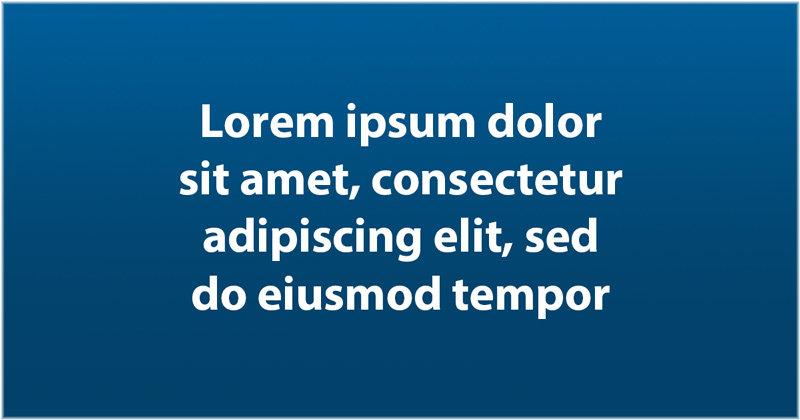 Lorem ipsum dolor
sit amet, consectetur
adipiscing elit, sed
do eiusmod tempor